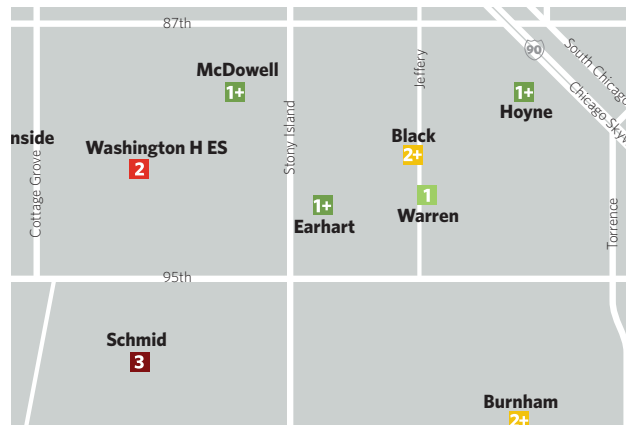 87th
90
South Chicago
McDowell
1+
Jeffery
Chicago Skyw
1+
Hoyne
Stony Island
nside
Washington H ES
2
Black
2+
Cottage Grove
1
Warren
1+
Earhart
Torrence
95th
Schmid
3
Burnham
2+